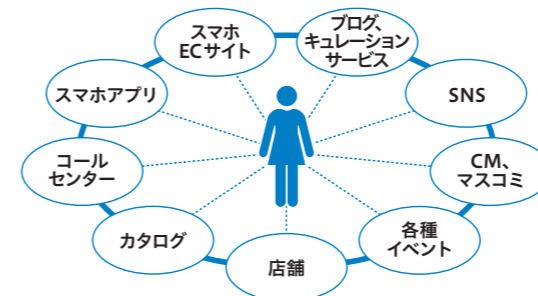 スマホ
ECサイト
ブログ、
キュレーション
サービス
スマホアプリ
SNS
コール
センター
CM、
マスコミ
カタログ
各種
イベント
店舗